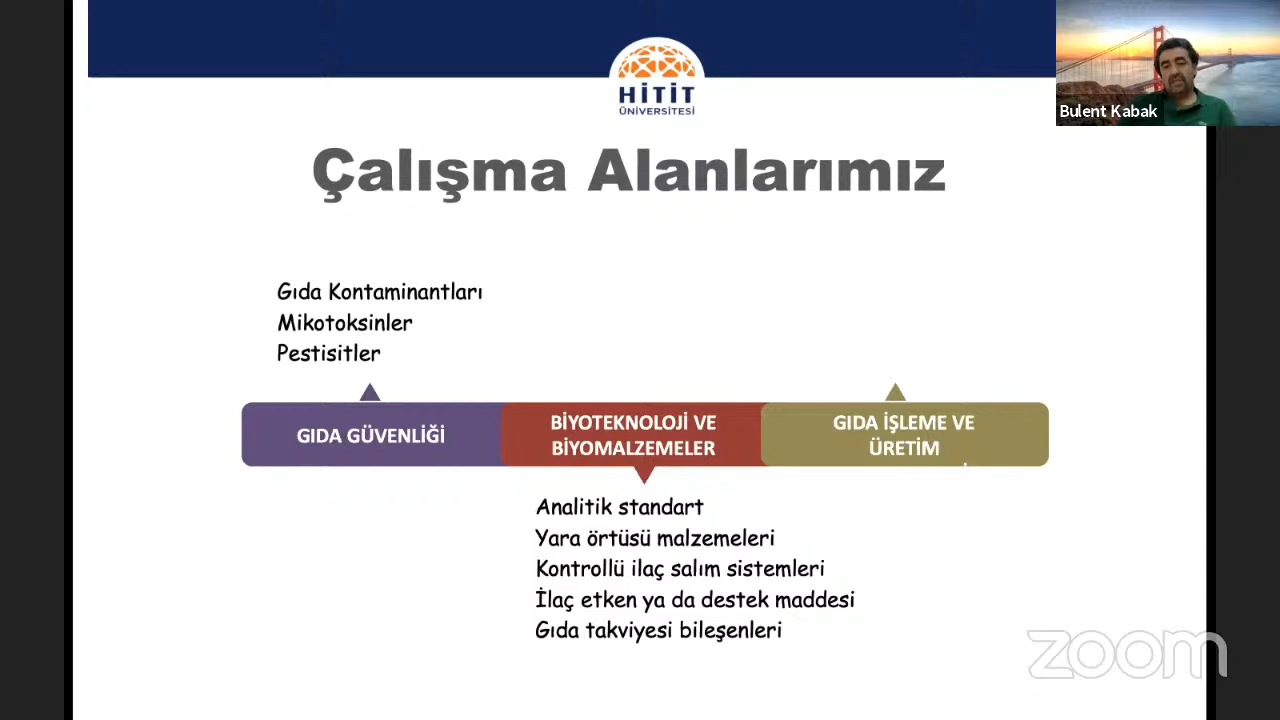 HİTİT
ÜNİVERSİTESİ
Bulent Kabak
Çalışma Alanlarımız
Gıda Kontaminantları
Mikotoksinler
Pestisitler
GIDA GÜVENLİĞİ
BİYOTEKNOLOJİ VE
BİYOMALZEMELER
GIDA İŞLEME VE
ÜRETİM
Analitik standart
Yara örtüsü malzemeleri
Kontrollü ilaç salım sistemleri
İlaç etken ya da destek maddesi
Gıda takviyesi bileşenleri
zoom